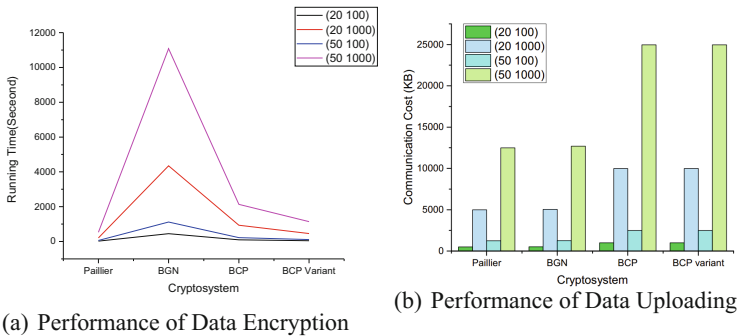 (20 100)
(20 1000)
(50 100)
(50 1000)
12000
10000
8000
6000
4000
2000
0
Running Time(Seceond)
Paillier
BGN
BCP
BCP Variant
Cryptosystem
(a) Performance of Data Encryption
(20 100)
(20 1000)
(50 100)
(50 1000)
25000
20000
15000
10000
5000
0
Communication Cost (KB)
Paillier
BGN
BCP
BCP variant
Cryptosystem
(b) Performance of Data Uploading